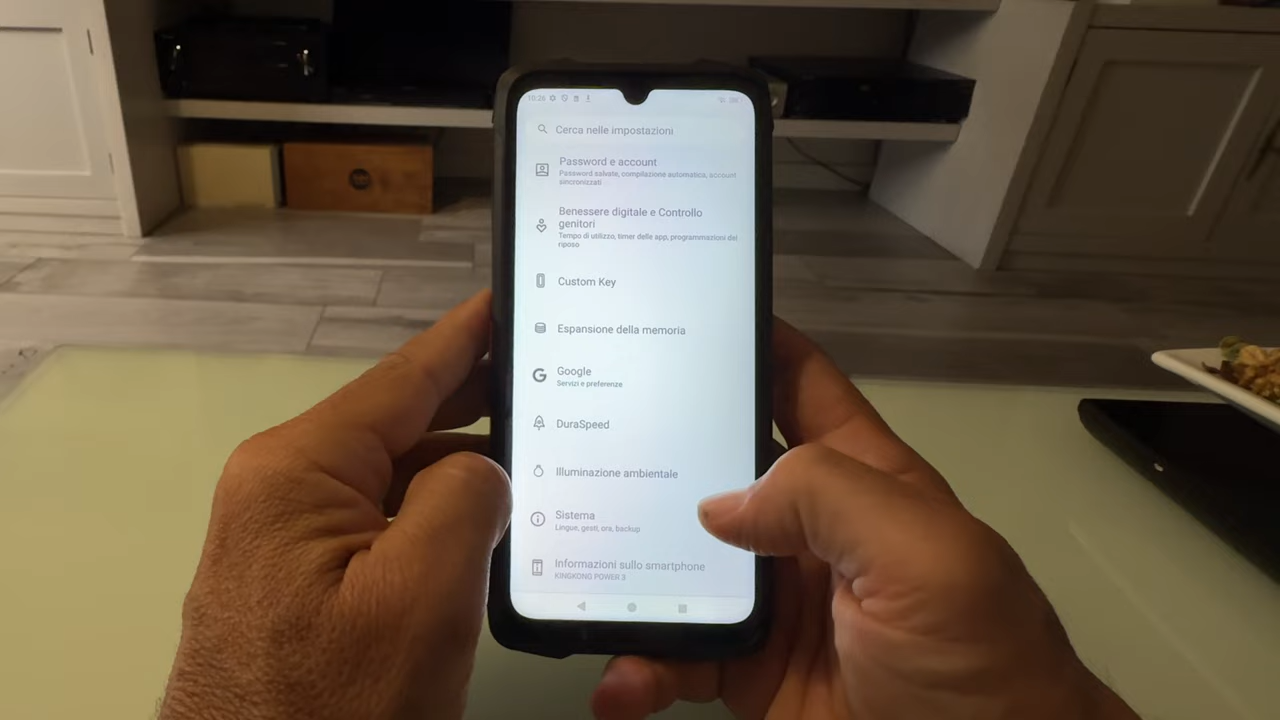 10:26
Cerca nelle impostazioni
Password e account
Password salvate, compilazione automatica, account
sincronizzati
Benessere digitale e Controllo
genitori
Tempo di utilizzo, timer delle app, programmazioni del
riposo
Custom Key
Espansione della memoria
Google
Servizi e preferenze
DuraSpeed
Illuminazione ambientale
Sistema
Lingue, gesti, ora, backup
Informazioni sullo smartphone
KINGKONG POWER 3